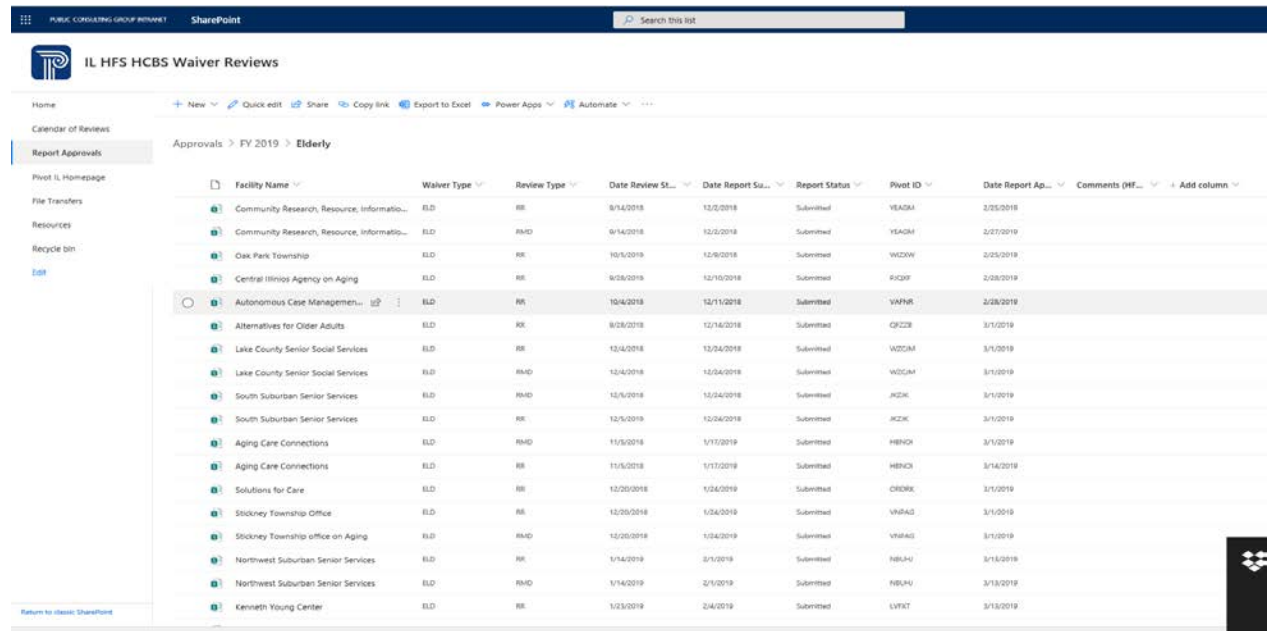 PUBLIC CONSULTING GROUP INTRANET SharePoint Search this list
IL HFS HCBS Waiver Reviews
Home
Calendar of Reviews
Report Approvals
Pivot IL Homepage
File Transfers
Resources
Recycle bin
Edit
Return to classic SharePoint
+ New Quick edit Share Copy link Export to Excel Power Apps Automate ...
Approvals > FY 2019 > Elderly
Facility Name Waiver Type Review Type Date Review St... Date Report Su... Report Status Pivot ID Date Report Ap... Comments (HF... + Add column
Community Research, Resource, Informatio... ELD RR 9/14/2018 12/2/2018 Submitted 2/25/2019
Community Research, Resource, Informatio... ELD RMD 9/14/2018 12/2/2018 Submitted 2/27/2019
Oak Park Township ELD RR 10/5/2018 12/9/2018 Submitted 2/25/2019
Central Illinios Agency on Aging ELD RR 9/28/2018 12/10/2018 Submitted 2/28/2019
Autonomous Case Managemen... ELD RR 10/4/2018 12/11/2018 Submitted VAFNR 2/28/2019
Alternatives for Older Adults ELD RR 9/28/2018 12/14/2018 Submitted 3/1/2019
Lake County Senior Social Services ELD RR 12/4/2018 12/24/2018 Submitted 3/1/2019
Lake County Senior Social Services ELD RMD 12/4/2018 12/24/2018 Submitted 3/1/2019
South Suburban Senior Services ELD RMD 12/5/2018 12/24/2018 Submitted 3/1/2019
South Suburban Senior Services ELD RR 12/5/2018 12/24/2018 Submitted 3/1/2019
Aging Care Connections ELD RMD 11/5/2018 1/17/2019 Submitted 3/1/2019
Aging Care Connections ELD RR 11/5/2018 1/17/2019 Submitted 3/14/2019
Solutions for Care ELD RR 12/20/2018 1/24/2019 Submitted 3/1/2019
Stickney Township Office ELD RR 12/20/2018 1/24/2019 Submitted 3/1/2019
Stickney Township office on Aging ELD RMD 12/20/2018 1/24/2019 Submitted 3/1/2019
Northwest Suburban Senior Services ELD RR 1/14/2019 2/1/2019 Submitted 3/13/2019
Northwest Suburban Senior Services ELD RMD 1/14/2019 2/1/2019 Submitted 3/13/2019
Kenneth Young Center ELD RR 1/23/2019 2/4/2019 Submitted 3/13/2019